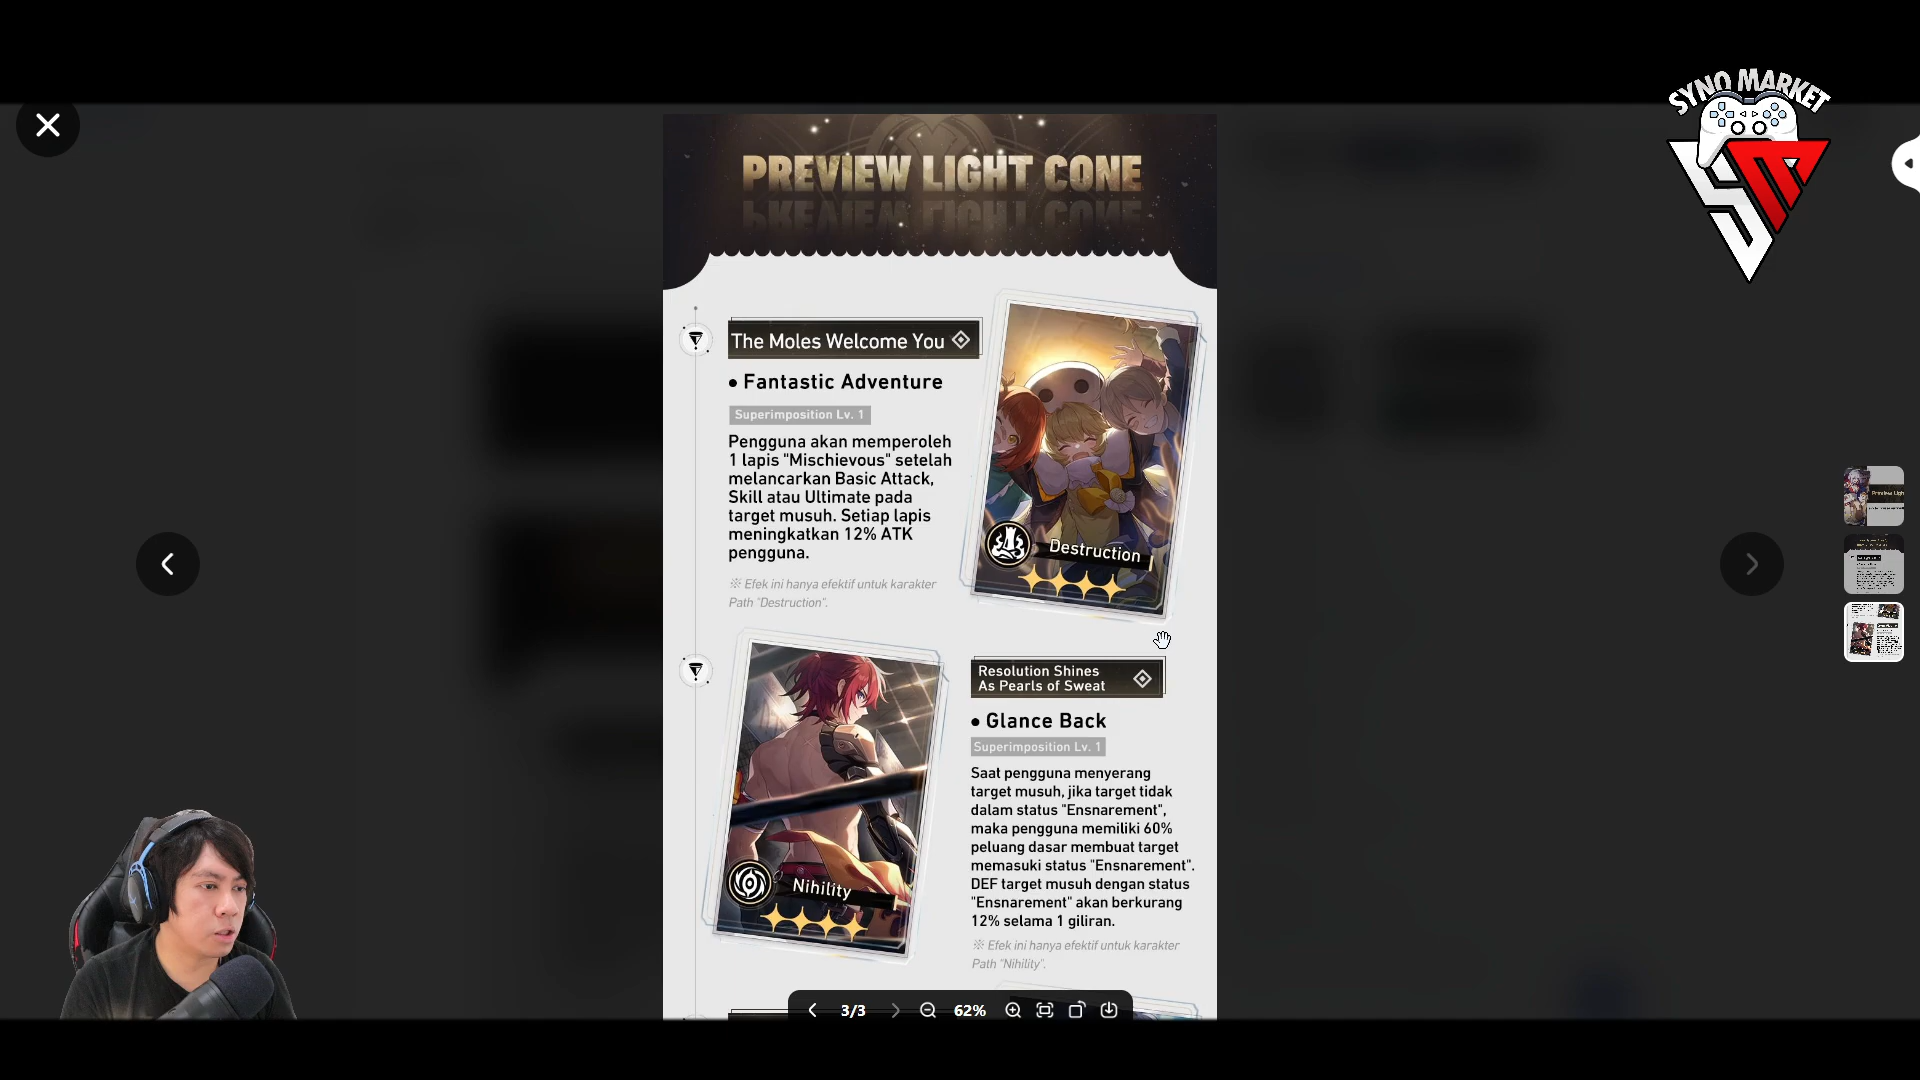 SYNO MARKET
PREVIEW LIGHT CONE
The Moles Welcome You
• Fantastic Adventure
Superimposition Lv. 1
Pengguna akan memperoleh
1 lapis "Mischievous" setelah
melancarkan Basic Attack,
Skill atau Ultimate pada
target musuh. Setiap lapis
meningkatkan 12% ATK
pengguna.
※ Efek ini hanya efektif untuk karakter
Path "Destruction".
Destruction
Resolution Shines
As Pearls of Sweat
• Glance Back
Superimposition Lv. 1
Saat pengguna menyerang
target musuh, jika target tidak
dalam status "Ensnarement",
maka pengguna memiliki 60%
peluang dasar membuat target
memasuki status "Ensnarement".
DEF target musuh dengan status
"Ensnarement" akan berkurang
12% selama 1 giliran.
※ Efek ini hanya efektif untuk karakter
Path "Nihility".
Nihility
3/3
62%